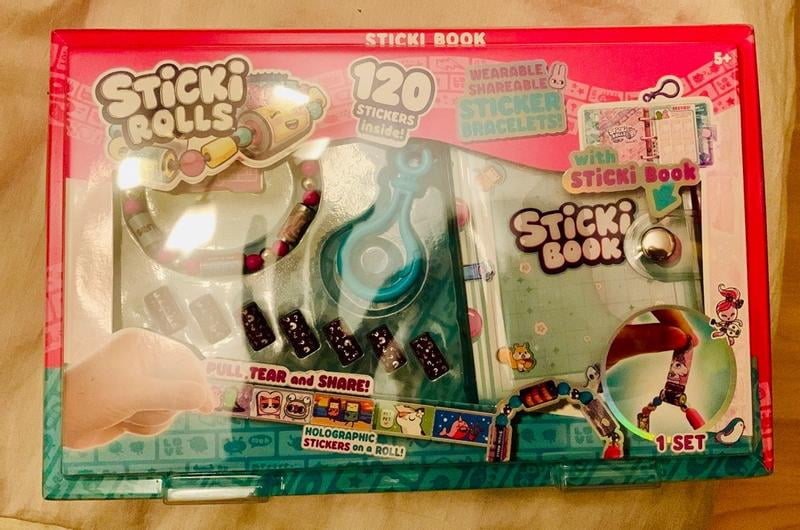 STICKI BOOK
STICKI
ROLLS
120
STICKERS
inside!
WEARABLE,
SHAREABLE
STICKER
BRACELETS!
5+
with
STICKI BOOK
STICKI
BOOK
PULL, TEAR and SHARE!
HOLOGRAPHIC
STICKERS on a ROLL!
1 SET